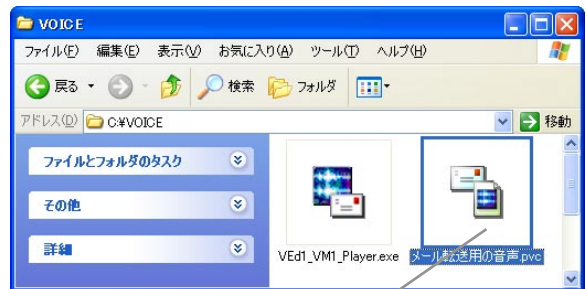 VOICE
ファイル(F) 編集(E) 表示(V) お気に入り(A) ツール(T) ヘルプ(H)
戻る 検索 フォルダ
アドレス(D) C:¥VOICE 移動
ファイルとフォルダのタスク
その他
詳細
VEd1_VM1_Player.exe メール転送用の音声.pvc